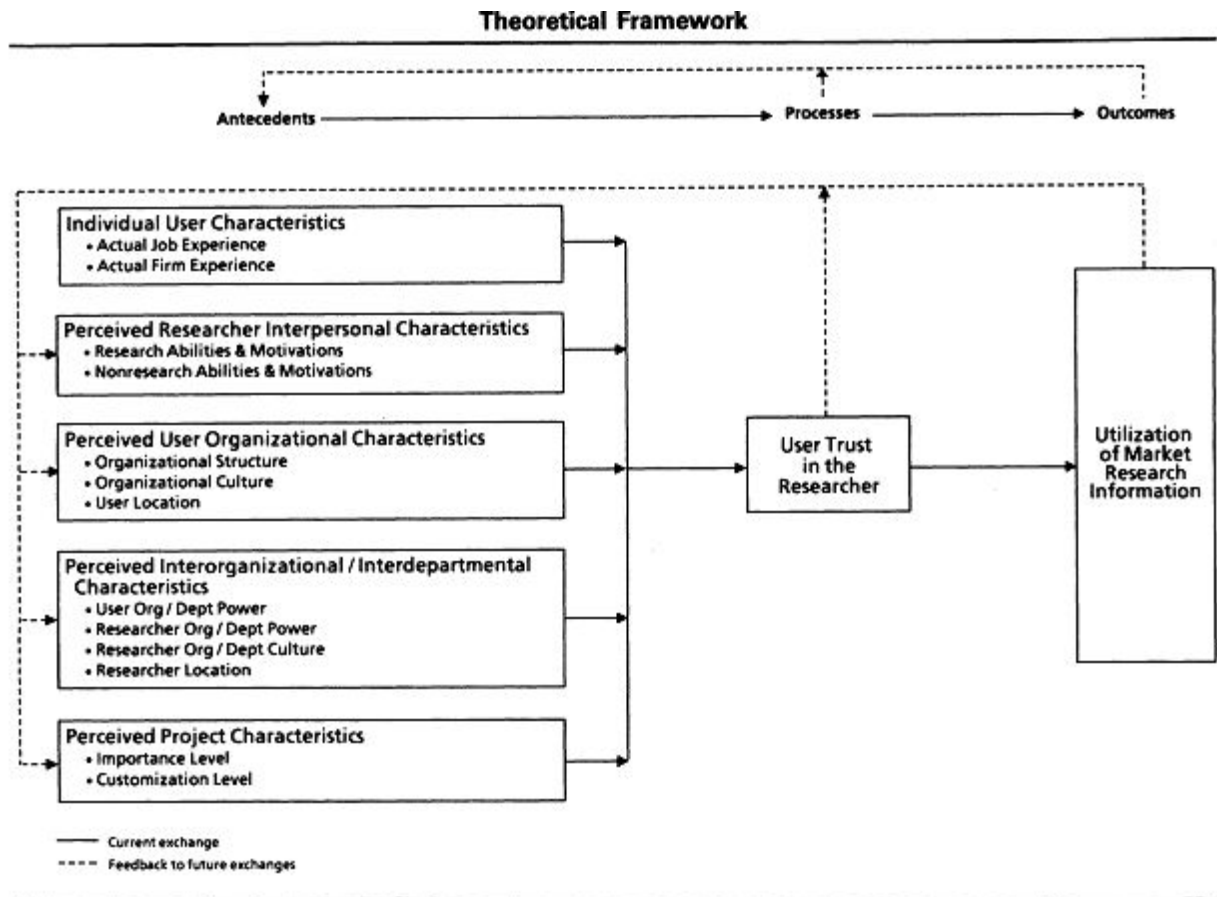 Theoretical Framework
Antecedents
Processes
Outcomes
Individual User Characteristics
• Actual Job Experience
• Actual Firm Experience
Perceived Researcher Interpersonal Characteristics
• Research Abilities & Motivations
• Nonresearch Abilities & Motivations
Perceived User Organizational Characteristics
• Organizational Structure
• Organizational Culture
• User Location
Perceived Interorganizational / Interdepartmental
Characteristics
• User Org / Dept Power
• Researcher Org / Dept Power
• Researcher Org / Dept Culture
• Researcher Location
Perceived Project Characteristics
• Importance Level
• Customization Level
User Trust
in the
Researcher
Utilization
of Market
Research
Information
Current exchange
Feedback to future exchanges